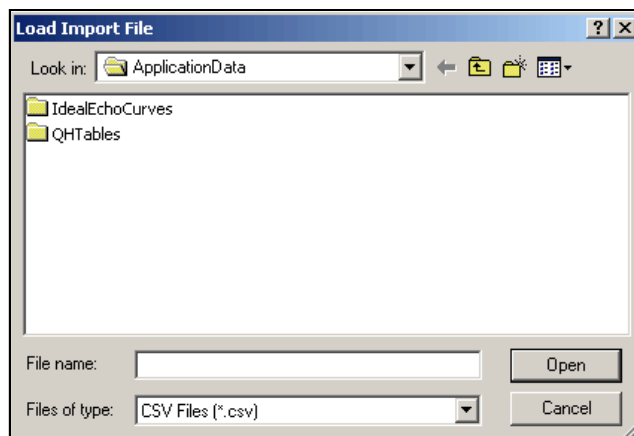 Load Import File
Look in: ApplicationData
IdealEchoCurves
QHTables
File name: Open
Files of type: CSV Files (*.csv) Cancel